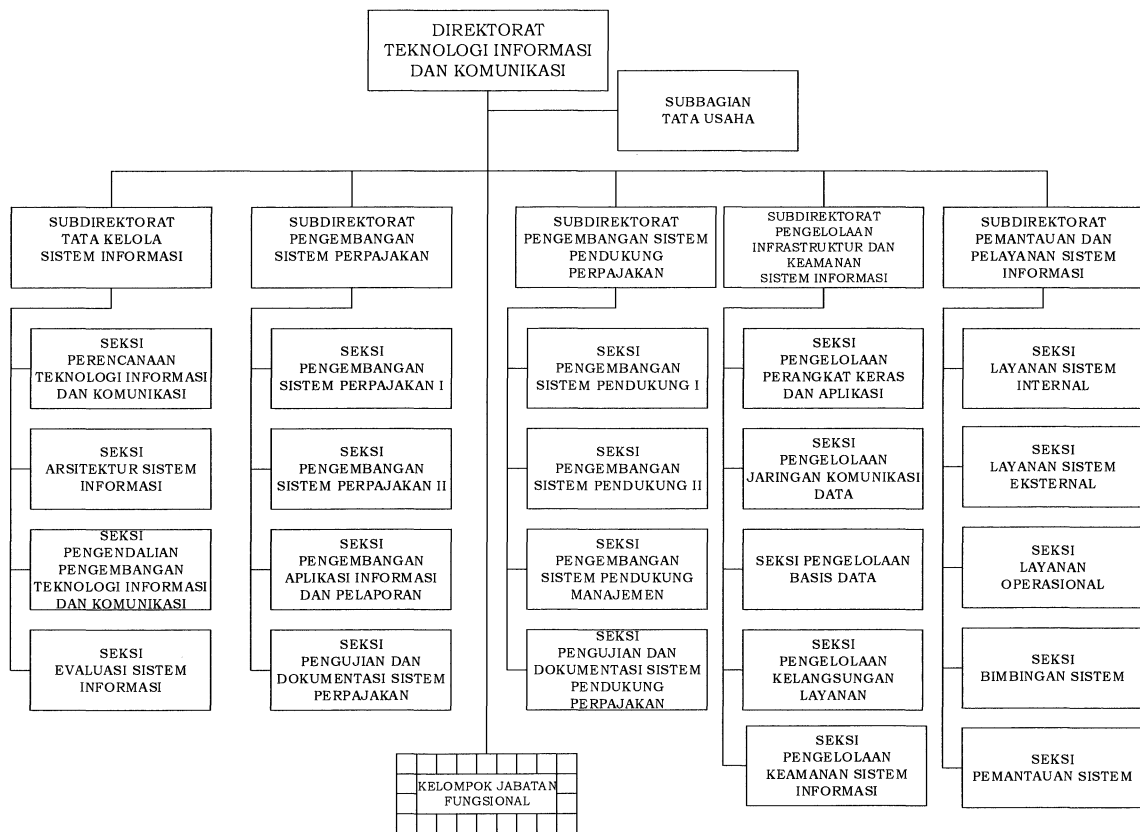 DIREKTORAT
TEKNOLOGI INFORMASI
DAN KOMUNIKASI
SUBBAGIAN
TATA USAHA
SUBDIREKTORAT
TATA KELOLA
SISTEM INFORMASI
SUBDIREKTORAT
PENGEMBANGAN
SISTEM PERPAJAKAN
SUBDIREKTORAT
PENGEMBANGAN SISTEM
PENDUKUNG
PERPAJAKAN
SUBDIREKTORAT
PENGELOLAAN
INFRASTRUKTUR DAN
KEAMANAN
SISTEM INFORMASI
SUBDIREKTORAT
PEMANTAUAN DAN
PELAYANAN SISTEM
INFORMASI
SEKSI
PERENCANAAN
TEKNOLOGI INFORMASI
DAN KOMUNIKASI
SEKSI
ARSITEKTUR SISTEM
INFORMASI
SEKSI
PENGENDALIAN
PENGEMBANGAN
TEKNOLOGI INFORMASI
DAN KOMUNIKASI
SEKSI
EVALUASI SISTEM
INFORMASI
SEKSI
PENGEMBANGAN
SISTEM PERPAJAKAN I
SEKSI
PENGEMBANGAN
SISTEM PERPAJAKAN II
SEKSI
PENGEMBANGAN
APLIKASI INFORMASI
DAN PELAPORAN
SEKSI
PENGUJIAN DAN
DOKUMENTASI SISTEM
PERPAJAKAN
SEKSI
PENGEMBANGAN
SISTEM PENDUKUNG I
SEKSI
PENGEMBANGAN
SISTEM PENDUKUNG II
SEKSI
PENGEMBANGAN
SISTEM PENDUKUNG
MANAJEMEN
SEKSI
PENGUJIAN DAN
DOKUMENTASI SISTEM
PENDUKUNG
PERPAJAKAN
SEKSI
PENGELOLAAN
PERANGKAT KERAS
DAN APLIKASI
SEKSI
PENGELOLAAN
JARINGAN KOMUNIKASI
DATA
SEKSI PENGELOLAAN
BASIS DATA
SEKSI
PENGELOLAAN
KELANGSUNGAN
LAYANAN
SEKSI
PENGELOLAAN
KEAMANAN SISTEM
INFORMASI
SEKSI
LAYANAN SISTEM
INTERNAL
SEKSI
LAYANAN SISTEM
EKSTERNAL
SEKSI
LAYANAN
OPERASIONAL
SEKSI
BIMBINGAN SISTEM
SEKSI
PEMANTAUAN SISTEM
KELOMPOK JABATAN
FUNGSIONAL